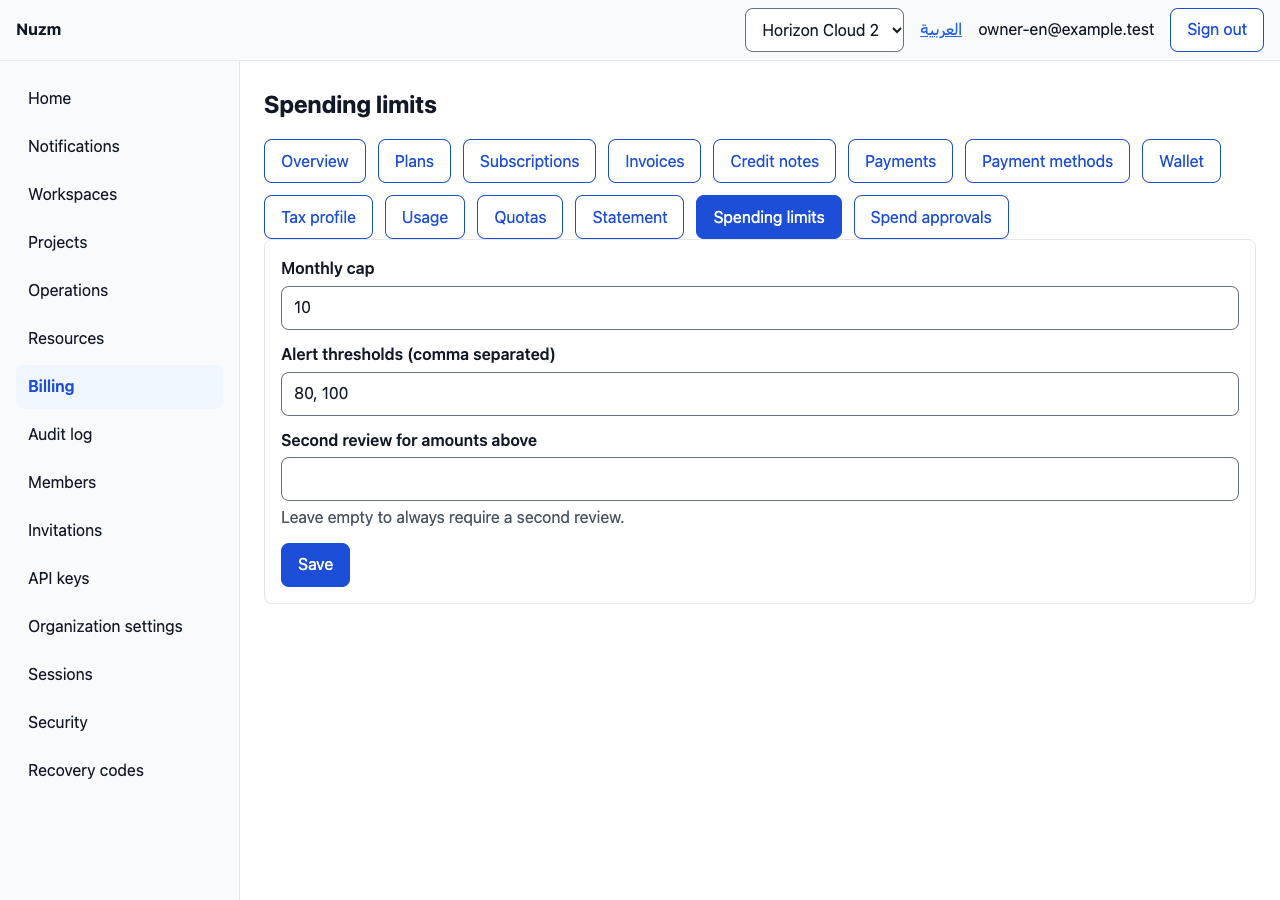 Nuzm
Horizon Cloud 2
العربية
owner-en@example.test
Sign out
Home
Notifications
Workspaces
Projects
Operations
Resources
Billing
Audit log
Members
Invitations
API keys
Organization settings
Sessions
Security
Recovery codes
Spending limits
Overview
Plans
Subscriptions
Invoices
Credit notes
Payments
Payment methods
Wallet
Tax profile
Usage
Quotas
Statement
Spending limits
Spend approvals
Monthly cap
10
Alert thresholds (comma separated)
80, 100
Second review for amounts above
Leave empty to always require a second review.
Save